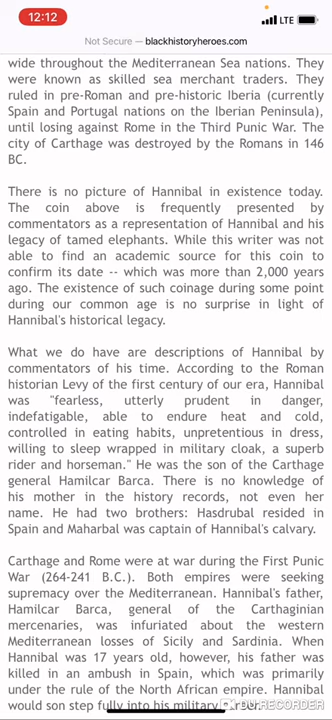 12:12
LTE
Not Secure — blackhistoryheroes.com
wide throughout the Mediterranean Sea nations. They
were known as skilled sea merchant traders. They
ruled in pre-Roman and pre-historic Iberia (currently
Spain and Portugal nations on the Iberian Peninsula),
until losing against Rome in the Third Punic War. The
city of Carthage was destroyed by the Romans in 146
BC.
There is no picture of Hannibal in existence today.
The coin above is frequently presented by
commentators as a representation of Hannibal and his
legacy of tamed elephants. While this writer was not
able to find an academic source for this coin to
confirm its date -- which was more than 2,000 years
ago. The existence of such coinage during some point
during our common age is no surprise in light of
Hannibal's historical legacy.
What we do have are descriptions of Hannibal by
commentators of his time. According to the Roman
historian Levy of the first century of our era, Hannibal
was "fearless, utterly prudent in danger,
indefatigable, able to endure heat and cold,
controlled in eating habits, unpretentious in dress,
willing to sleep wrapped in military cloak, a superb
rider and horseman." He was the son of the Carthage
general Hamilcar Barca. There is no knowledge of
his mother in the history records, not even her
name. He had two brothers: Hasdrubal resided in
Spain and Maharbal was captain of Hannibal's calvary.
Carthage and Rome were at war during the First Punic
War (264-241 B.C.). Both empires were seeking
supremacy over the Mediterranean. Hannibal's father,
Hamilcar Barca, general of the Carthaginian
mercenaries, was infuriated about the western
Mediterranean losses of Sicily and Sardinia. When
Hannibal was 17 years old, however, his father was
killed in an ambush in Spain, which was primarily
under the rule of the North African empire. Hannibal
would son step fully into his military career.
DU RECORDER